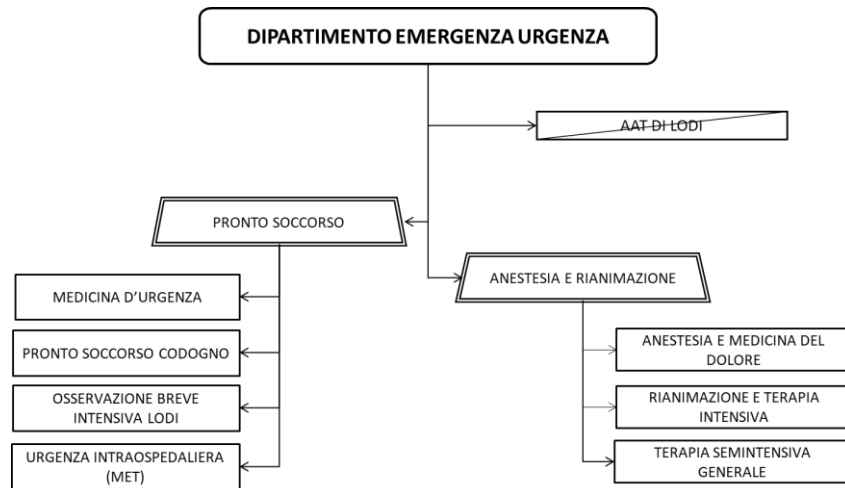 DIPARTIMENTO EMERGENZA URGENZA
AAT DI LODI
PRONTO SOCCORSO
MEDICINA D'URGENZA
PRONTO SOCCORSO CODOGNO
OSSERVAZIONE BREVE
INTENSIVA LODI
URGENZA INTRAOSPEDALIERA
(MET)
ANESTESIA E RIANIMAZIONE
ANESTESIA E MEDICINA DEL
DOLORE
RIANIMAZIONE E TERAPIA
INTENSIVA
TERAPIA SEMINTENSIVA
GENERALE